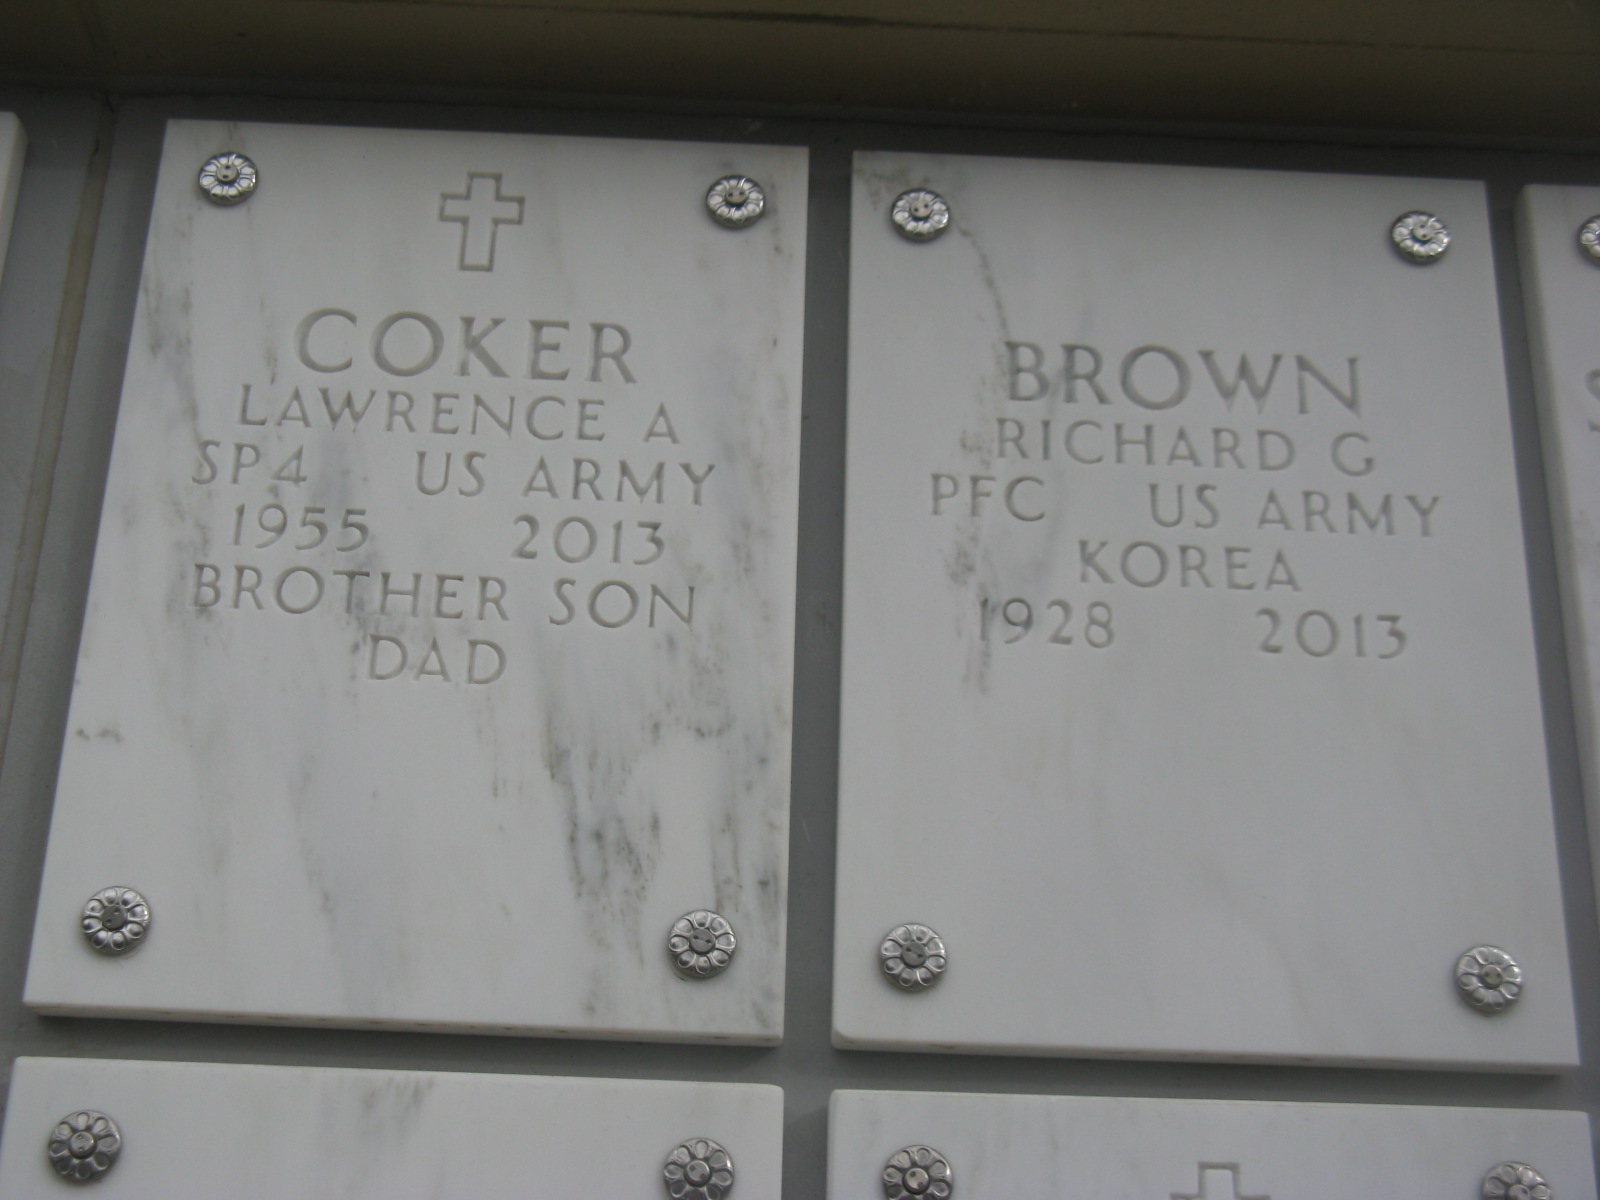 COKER
LAWRENCE A
SP4 US ARMY
1955 2013
BROTHER SON
DAD
BROWN
RICHARD G
PFC US ARMY
KOREA
1928 2013